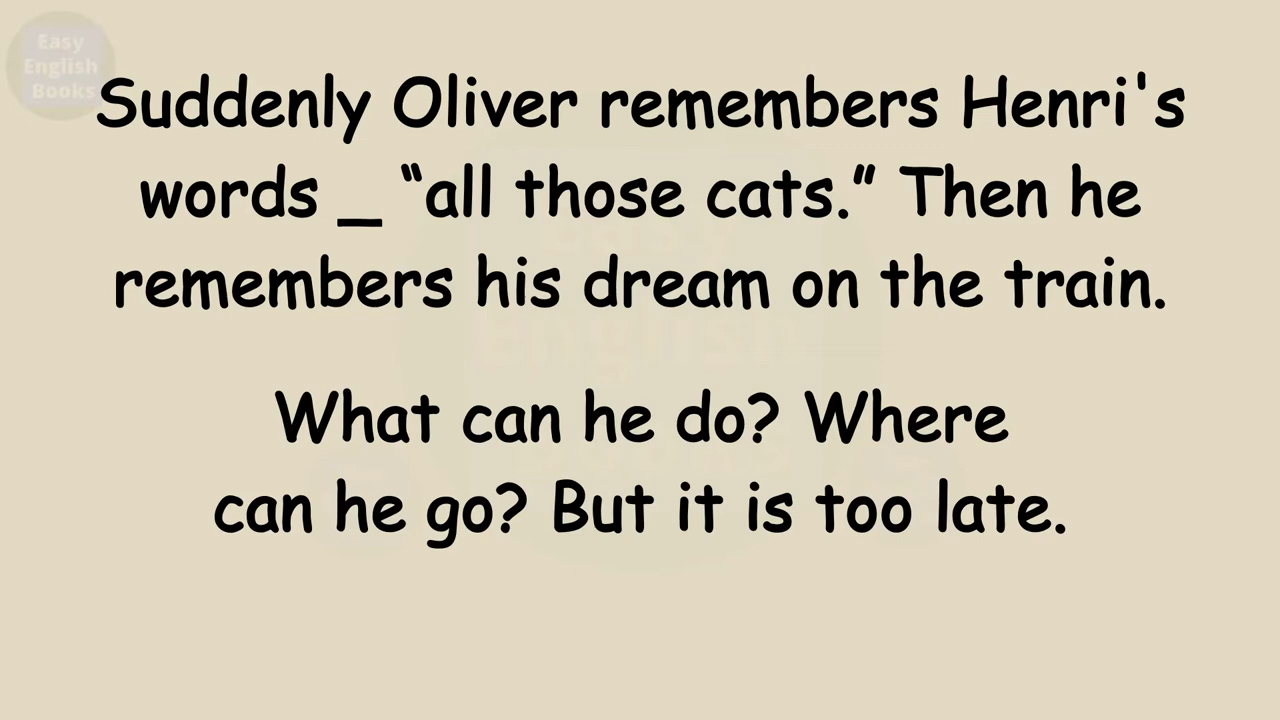 Easy
English
Books
Suddenly Oliver remembers Henri's
words _ “all those cats.” Then he
remembers his dream on the train.
What can he do? Where
can he go? But it is too late.